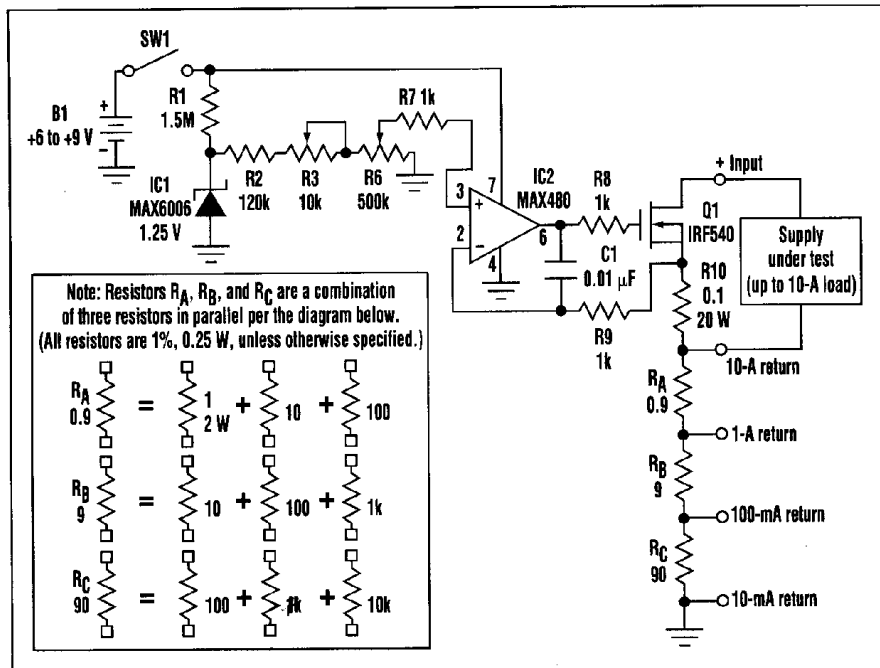 SW1
B1
+6 to +9 V
+
–
R1
1.5M
IC1
MAX6006
1.25 V
R2
120k
R3
10k
R6
500k
R7 1k
3
2
+
–
7
4
6
IC2
MAX480
R8
1k
C1
0.01 µF
R9
1k
Q1
IRF540
+ Input
Supply
under test
(up to 10-A load)
R10
0.1
20 W
10-A return
RA
0.9
1-A return
RB
9
100-mA return
RC
90
10-mA return
Note: Resistors RA, RB, and RC are a combination
of three resistors in parallel per the diagram below.
(All resistors are 1%, 0.25 W, unless otherwise specified.)
RA
0.9
=
1
2 W
+
10
+
100
RB
9
=
10
+
100
+
1k
RC
90
=
100
+
+
10k